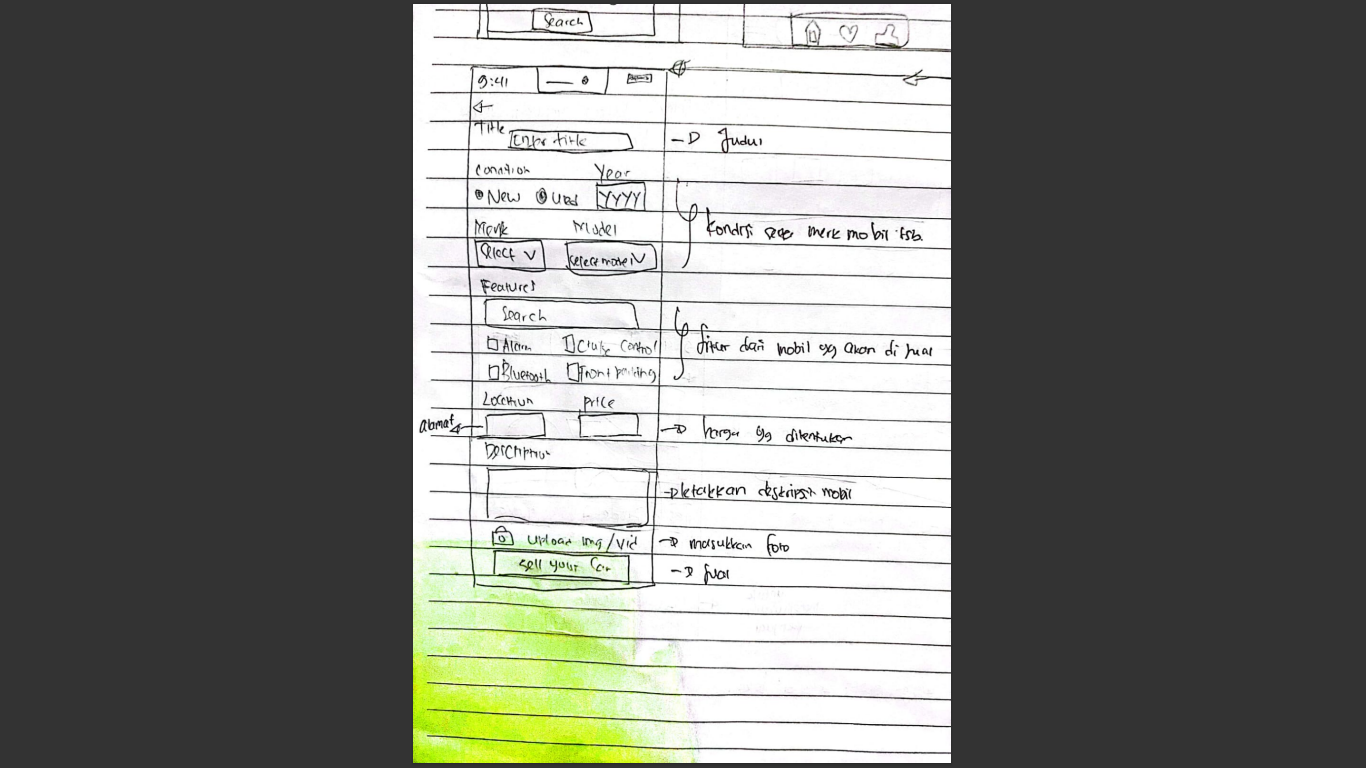 Search
9:41
Title
Enter title
→ Judul
Condition Year
New Used YYYY
Merk Model
Select V Select model V
Kondisi merk mobil tsb.
Features
Search
Alarm Cruise Control
Fitur dari mobil yg akan di jual
Bluetooth Front parking
Location Price
alamat
→ harga yg ditentukan
Description
→ letakkan deskripsi mobil
Upload img/vid → masukkan foto
Sell your Car → Jual